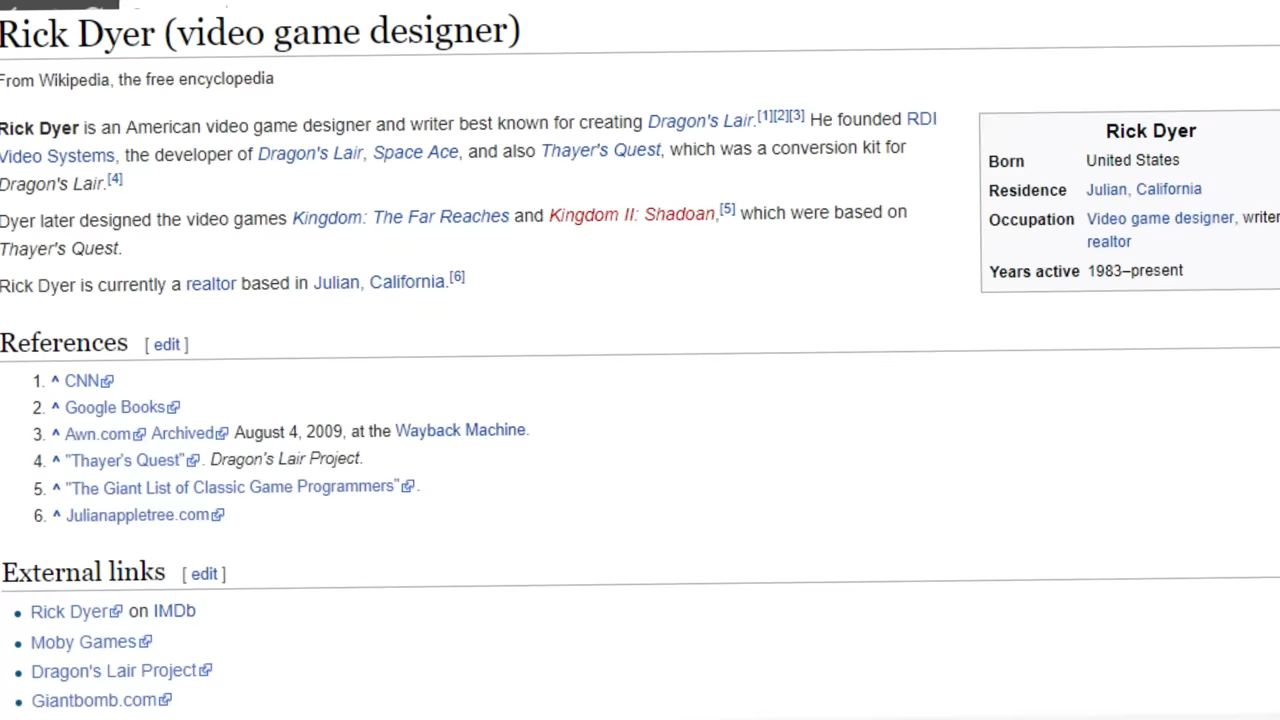 Rick Dyer (video game designer)
From Wikipedia, the free encyclopedia
Rick Dyer is an American video game designer and writer best known for creating Dragon's Lair.[1][2][3] He founded RDI
Video Systems, the developer of Dragon's Lair, Space Ace, and also Thayer's Quest, which was a conversion kit for
Dragon's Lair.[4]
Dyer later designed the video games Kingdom: The Far Reaches and Kingdom II: Shadoan,[5] which were based on
Thayer's Quest.
Rick Dyer is currently a realtor based in Julian, California.[6]
Rick Dyer
Born United States
Residence Julian, California
Occupation Video game designer, writer
realtor
Years active 1983–present
References [ edit ]
1. ^ CNN
2. ^ Google Books
3. ^ Awn.com Archived August 4, 2009, at the Wayback Machine.
4. ^ "Thayer's Quest". Dragon's Lair Project.
5. ^ "The Giant List of Classic Game Programmers".
6. ^ Julianappletree.com
External links [ edit ]
• Rick Dyer on IMDb
• Moby Games
• Dragon's Lair Project
• Giantbomb.com